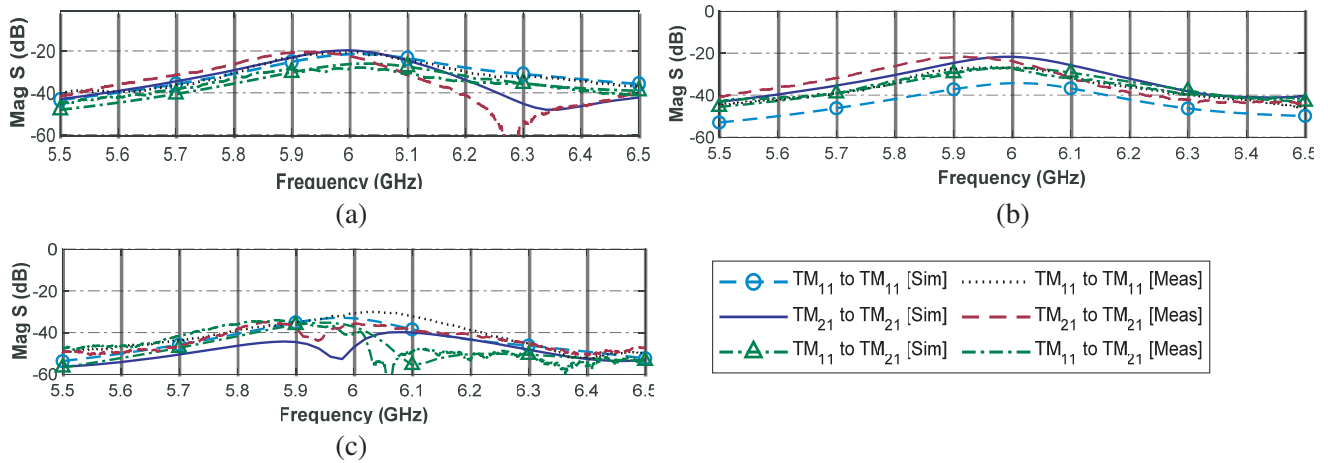 Mag S (dB)
-20
-40
-60
5.5 5.6 5.7 5.8 5.9 6 6.1 6.2 6.3 6.4 6.5
Frequency (GHz)
(a)
Mag S (dB)
0
-20
-40
-60
5.5 5.6 5.7 5.8 5.9 6 6.1 6.2 6.3 6.4 6.5
Frequency (GHz)
(b)
Mag S (dB)
0
-20
-40
-60
5.5 5.6 5.7 5.8 5.9 6 6.1 6.2 6.3 6.4 6.5
Frequency (GHz)
(c)
TM11 to TM11 [Sim] TM11 to TM11 [Meas]
TM21 to TM21 [Sim] TM21 to TM21 [Meas]
TM11 to TM21 [Sim] TM11 to TM21 [Meas]